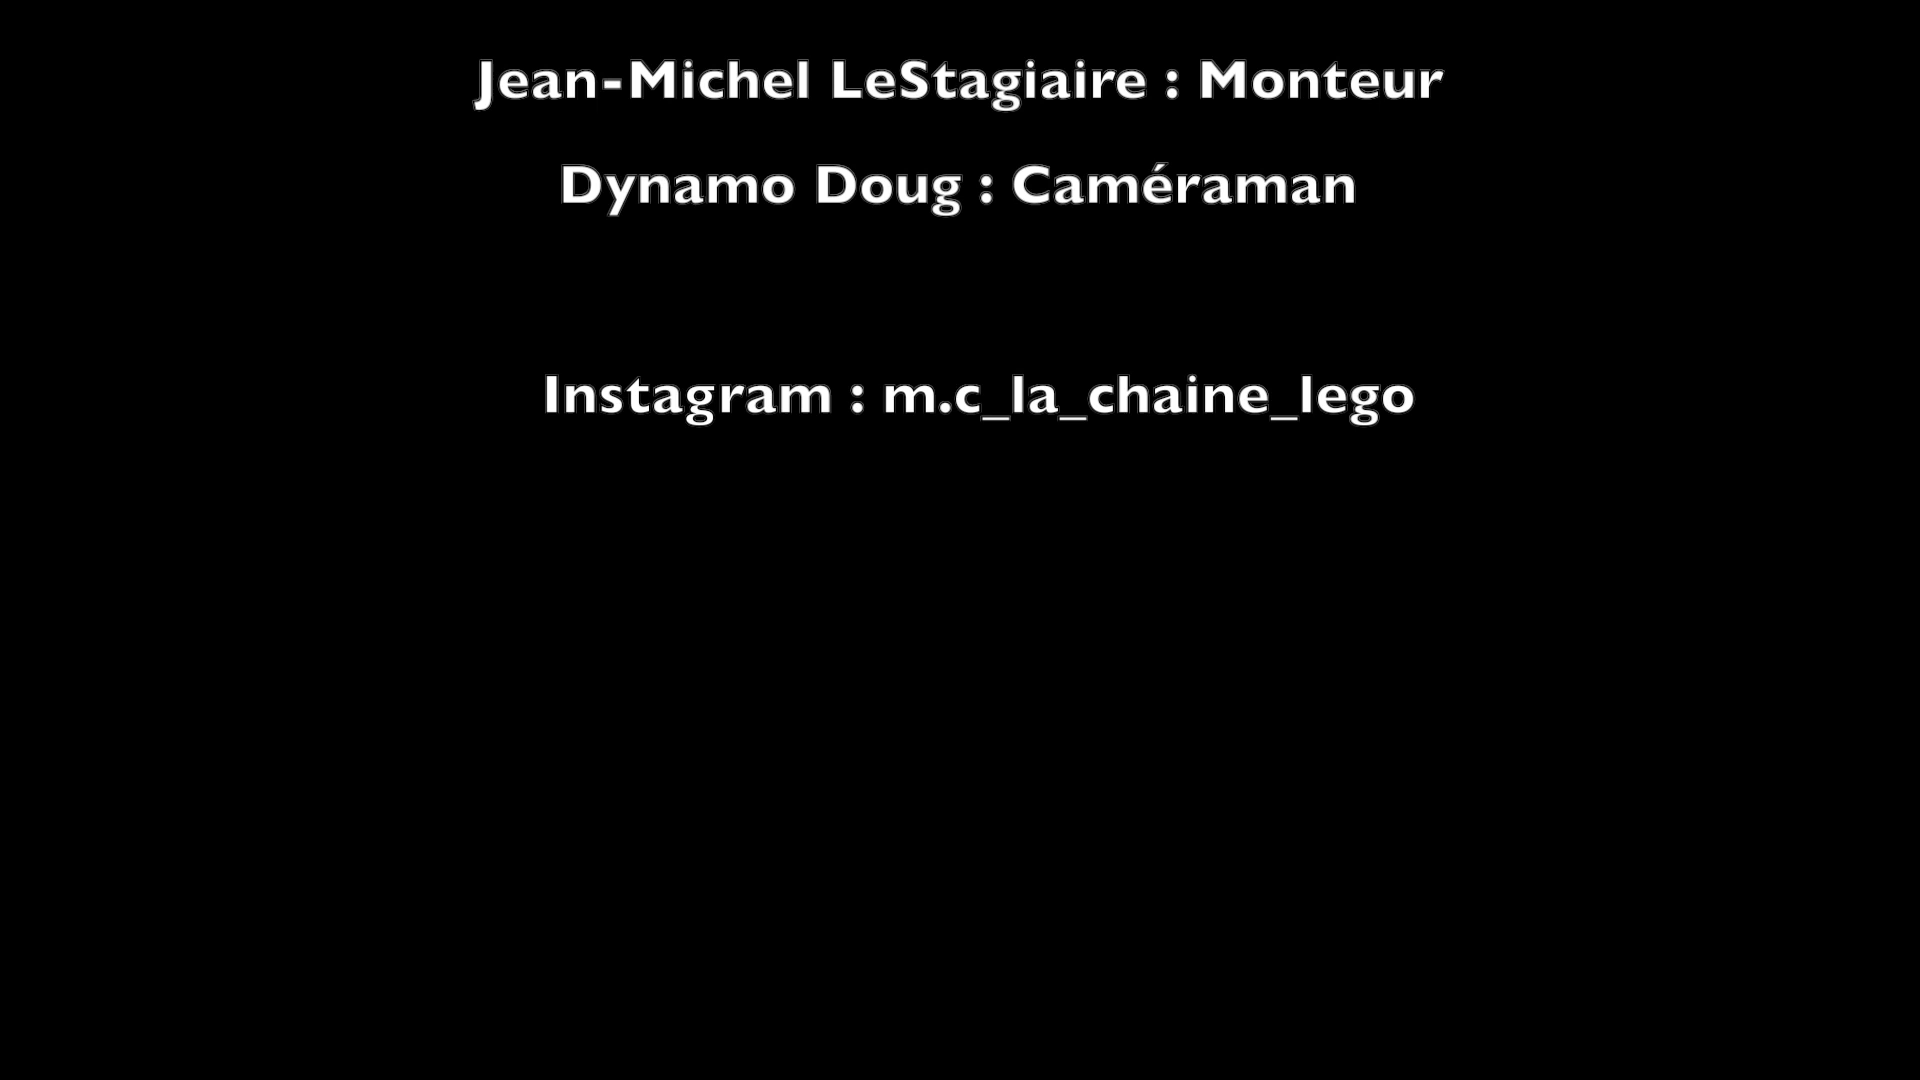 Jean-Michel LeStagiaire : Monteur
Dynamo Doug : Caméraman
Instagram : m.c_la_chaine_lego